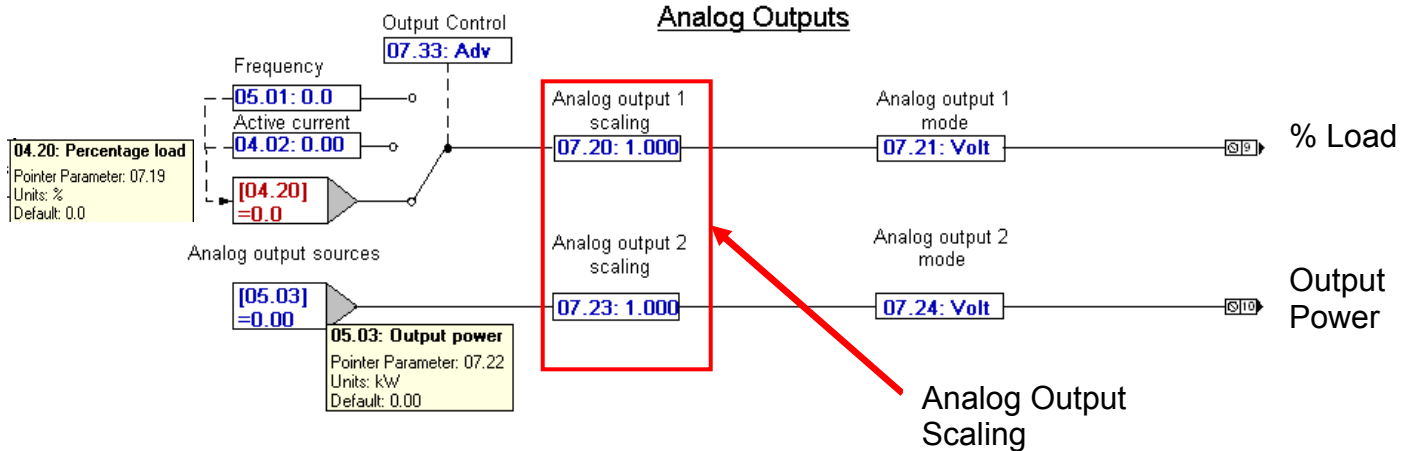 Analog Outputs
Output Control
07.33: Adv
Frequency
05.01: 0.0
Active current
04.02: 0.00
04.20: Percentage load
Pointer Parameter: 07.19
Units: %
Default: 0.0
[04.20]
=0.0
Analog output 1
scaling
07.20: 1.000
Analog output 1
mode
07.21: Volt
9
% Load
Analog output sources
[05.03]
=0.00
05.03: Output power
Pointer Parameter: 07.22
Units: kW
Default: 0.00
Analog output 2
scaling
07.23: 1.000
Analog output 2
mode
07.24: Volt
10
Output
Power
Analog Output
Scaling